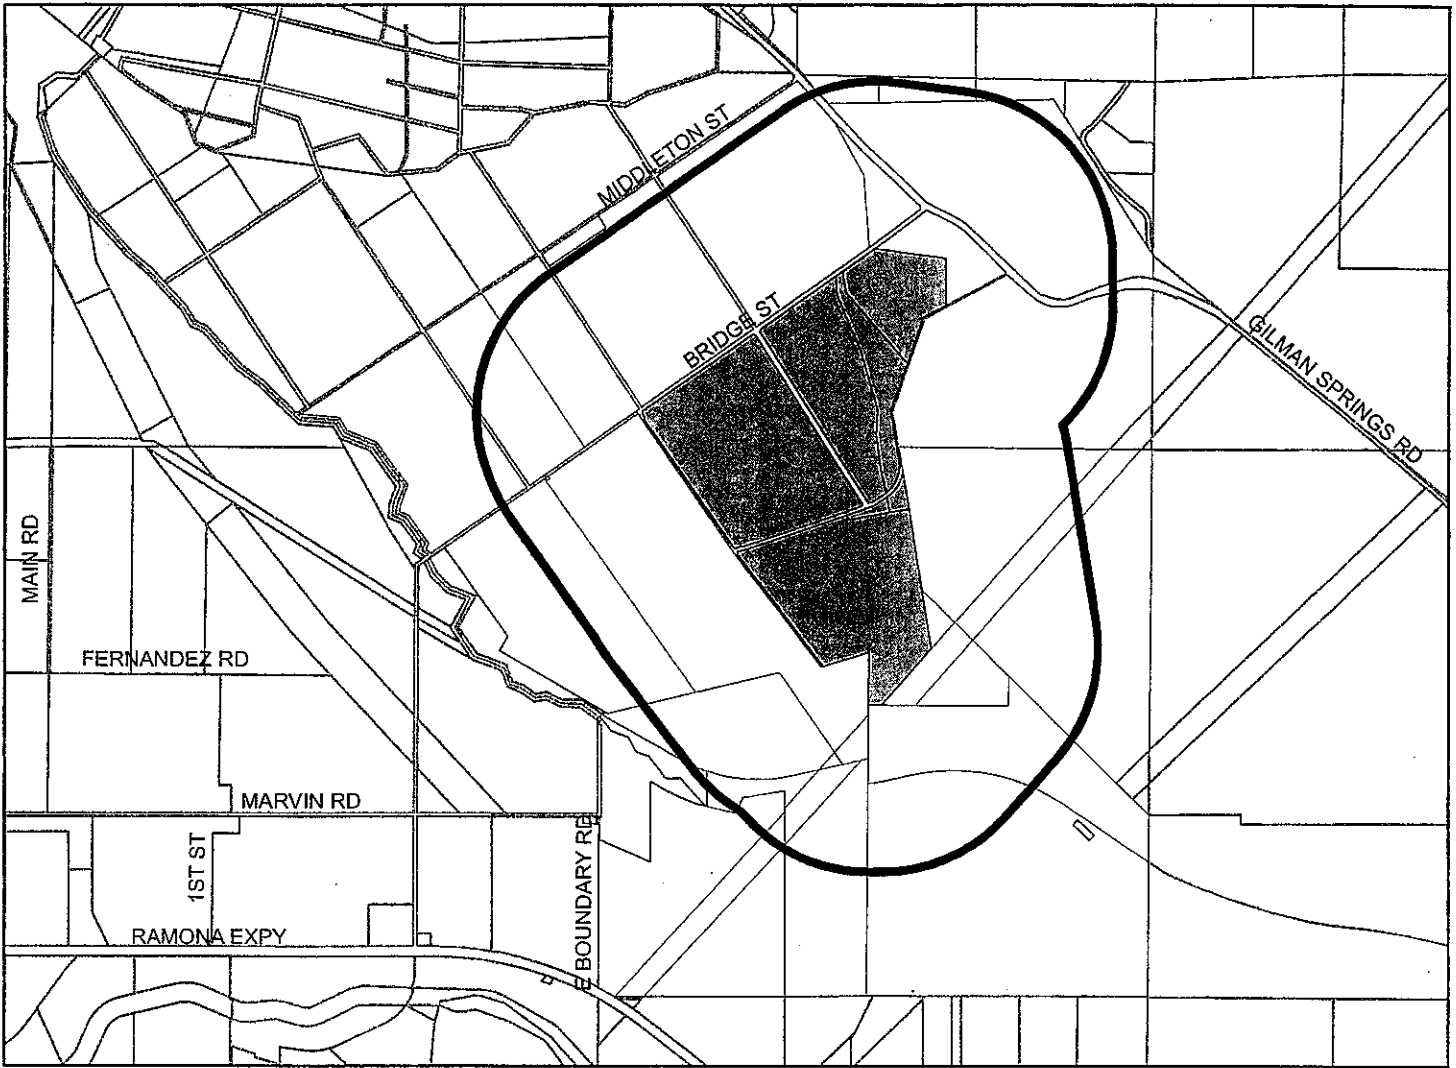 MIDDLETON ST
BRIDGE ST
GILMAN SPRINGS RD
MAIN RD
FERNANDEZ RD
MARVIN RD
1ST ST
E BOUNDARY RD
RAMONA EXPY